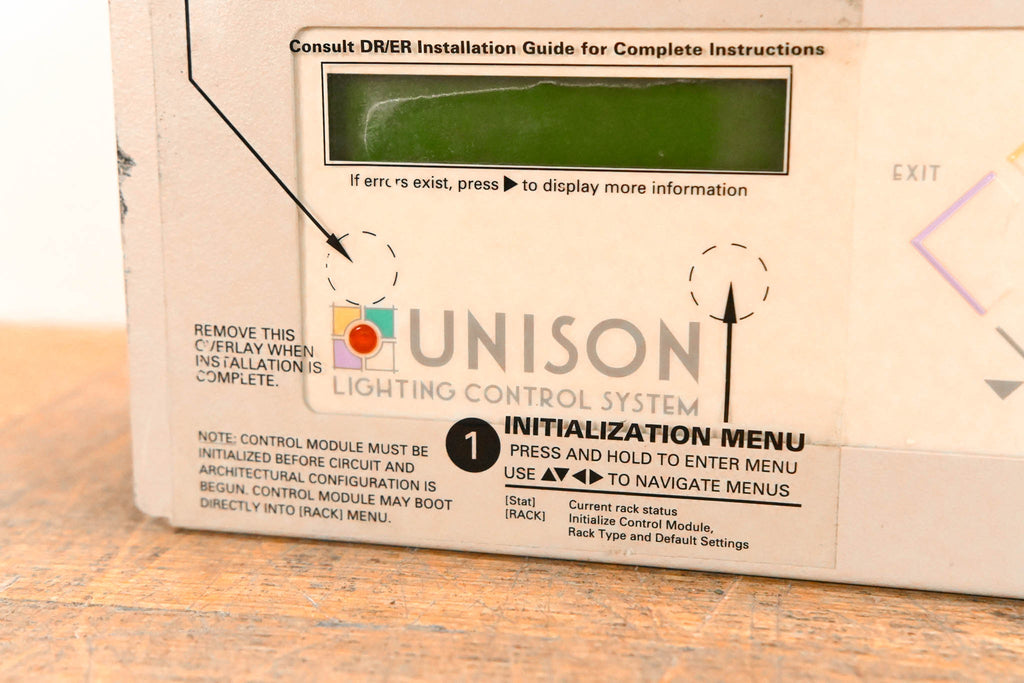 Consult DR/ER Installation Guide for Complete Instructions
If errors exist, press ▶ to display more information
EXIT
REMOVE THIS
OVERLAY WHEN
INSTALLATION IS
COMPLETE.
UNISON
LIGHTING CONTROL SYSTEM
NOTE: CONTROL MODULE MUST BE
INITIALIZED BEFORE CIRCUIT AND
ARCHITECTURAL CONFIGURATION IS
BEGUN. CONTROL MODULE MAY BOOT
DIRECTLY INTO [RACK] MENU.
1 INITIALIZATION MENU
PRESS AND HOLD TO ENTER MENU
USE ▲▼ ◀▶ TO NAVIGATE MENUS
[Stat] Current rack status
[RACK] Initialize Control Module,
Rack Type and Default Settings